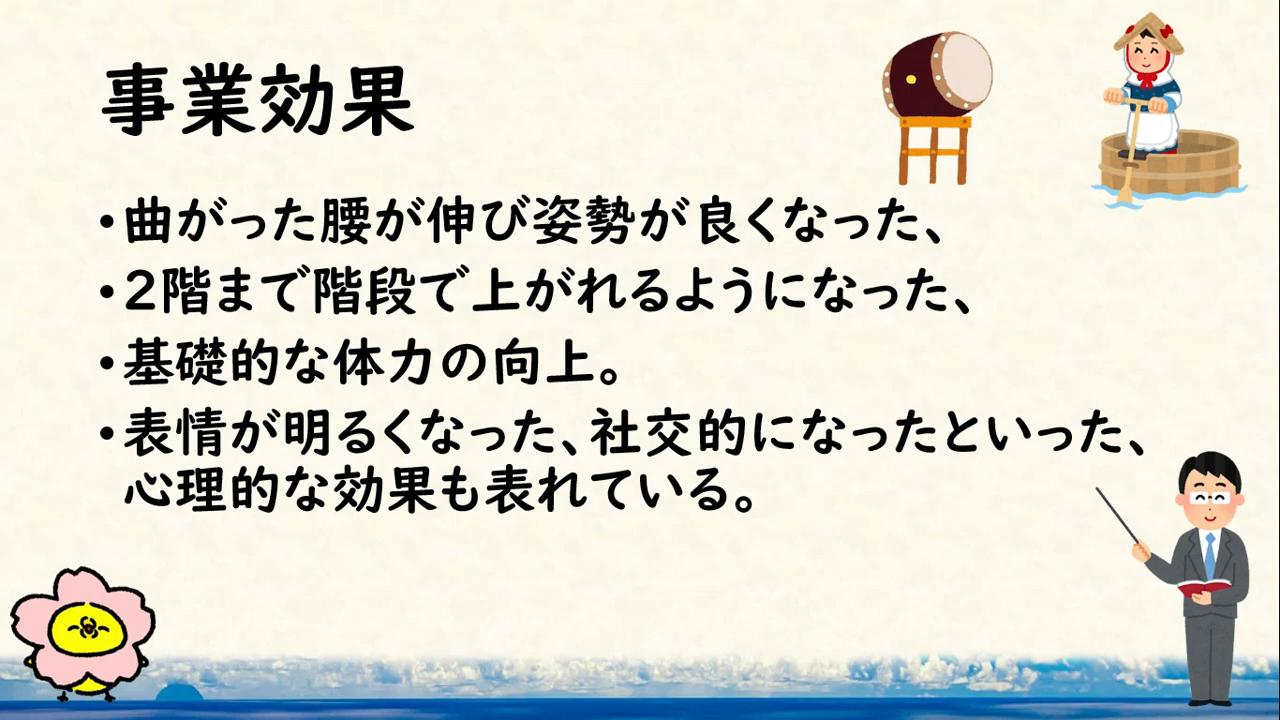 事業効果
・曲がった腰が伸び姿勢が良くなった、
・2階まで階段で上がれるようになった、
・基礎的な体力の向上。
・表情が明るくなった、社交的になったといった、
心理的な効果も表れている。